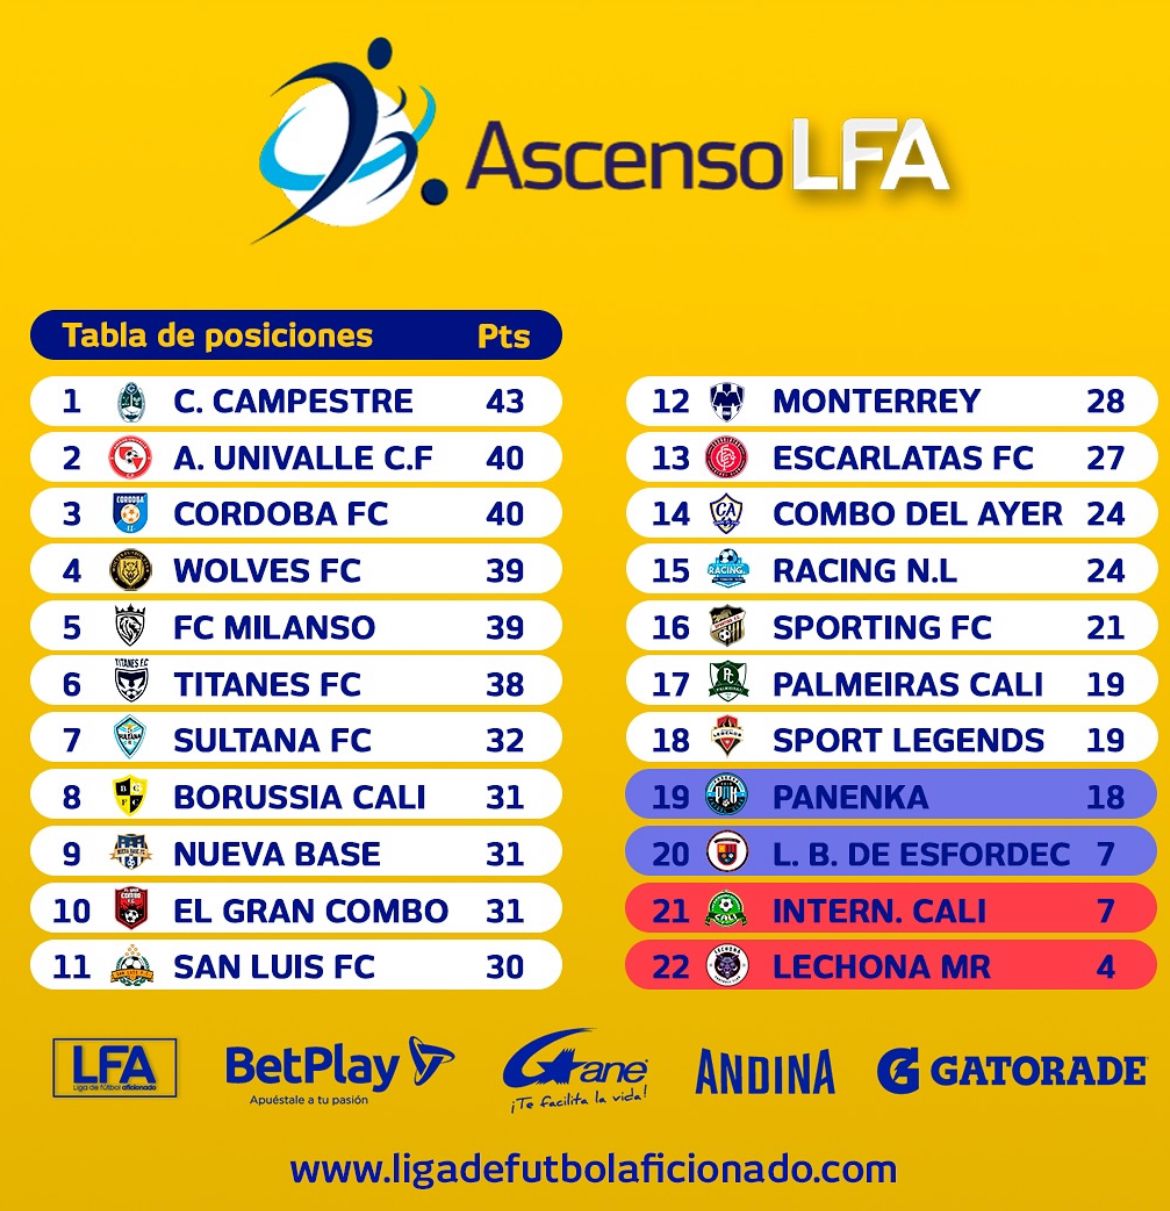 AscensoLFA
Tabla de posiciones Pts
1 C. CAMPESTRE 43
2 A. UNIVALLE C.F 40
3 CORDOBA FC 40
4 WOLVES FC 39
5 FC MILANSO 39
6 TITANES FC 38
7 SULTANA FC 32
8 BORUSSIA CALI 31
9 NUEVA BASE 31
10 EL GRAN COMBO 31
11 SAN LUIS FC 30
12 MONTERREY 28
13 ESCARLATAS FC 27
14 COMBO DEL AYER 24
15 RACING N.L 24
16 SPORTING FC 21
17 PALMEIRAS CALI 19
18 SPORT LEGENDS 19
19 PANENKA 18
20 L. B. DE ESFORDEC 7
21 INTERN. CALI 7
22 LECHONA MR 4
LFA
Liga de fútbol aficionado
BetPlay
Apuéstale a tu pasión
Gane
¡Te facilita la vida!
ANDINA
G GATORADE
www.ligadefutbolaficionado.com